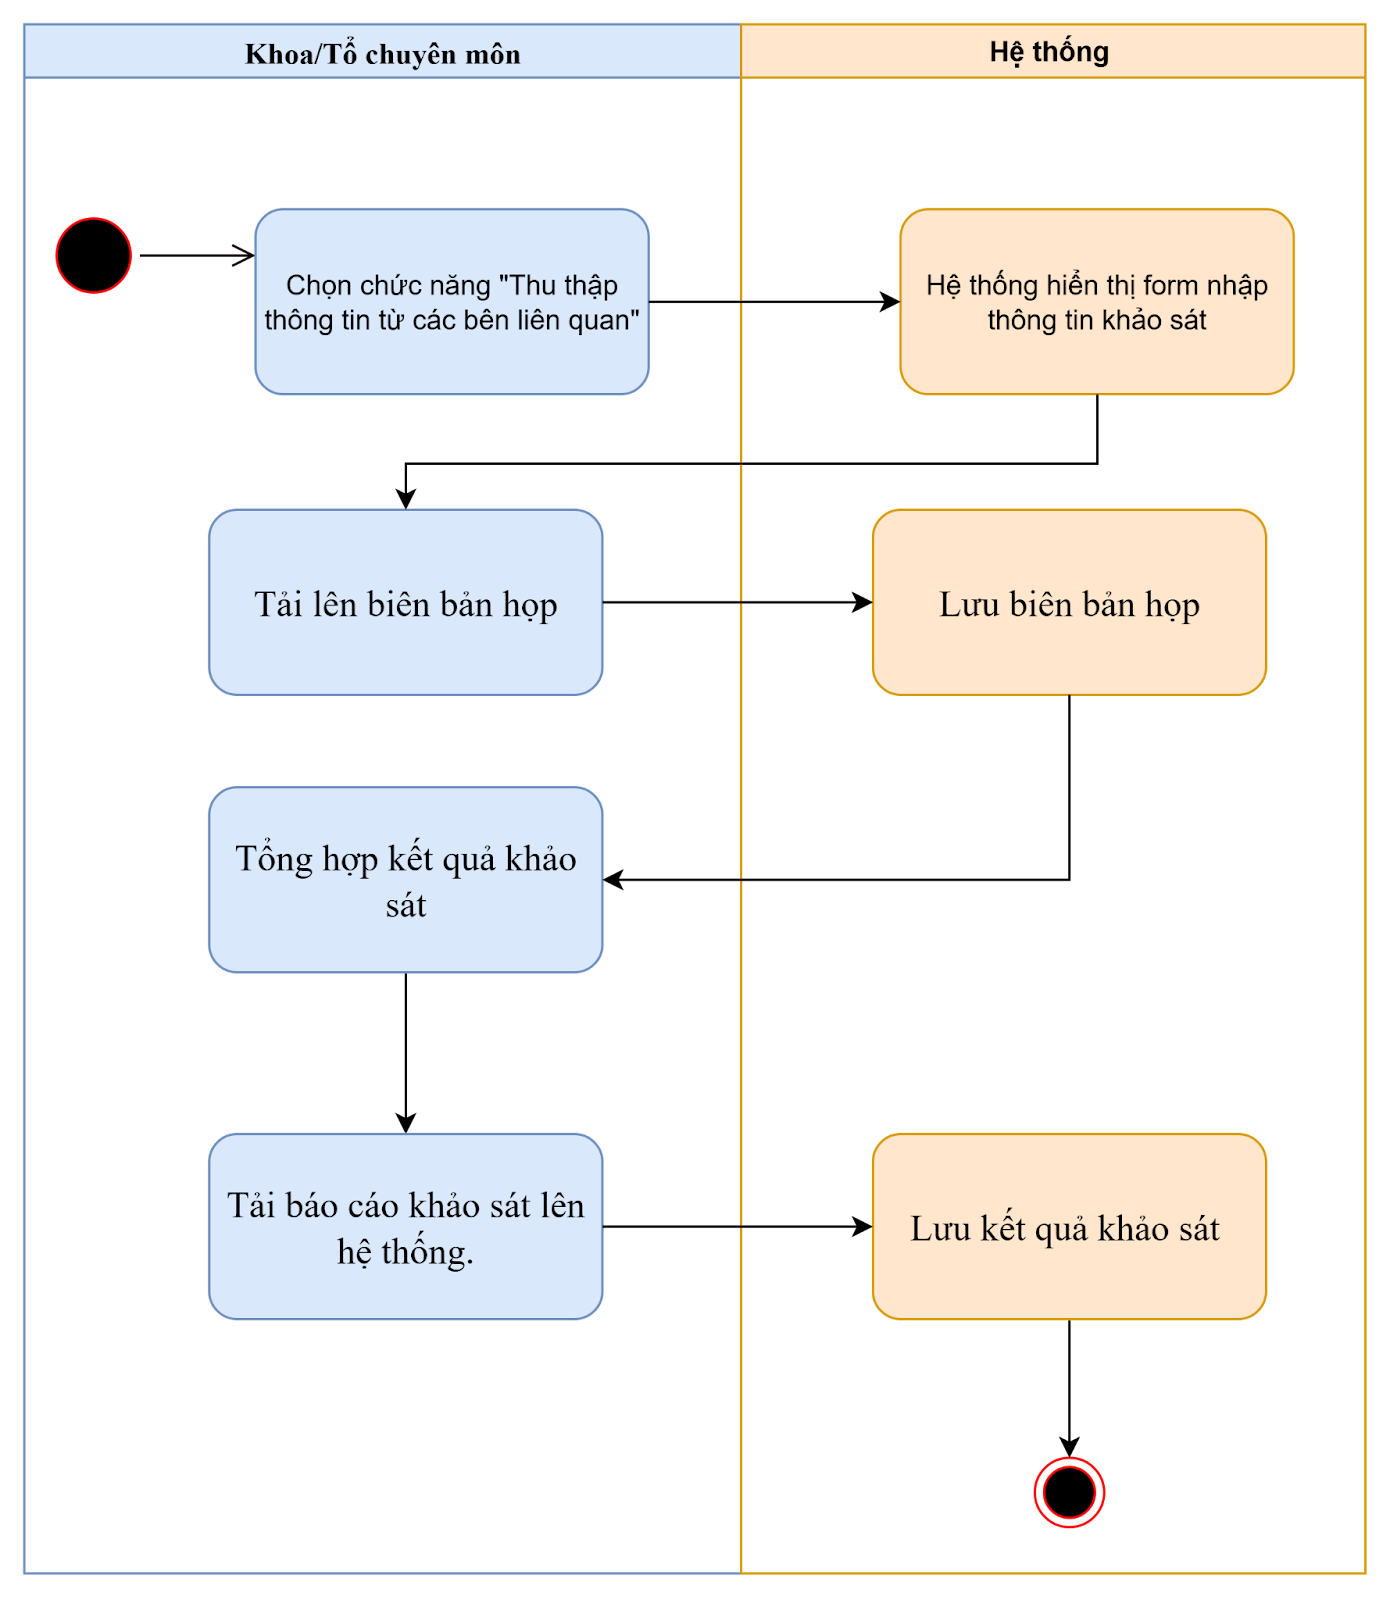 Khoa/Tổ chuyên môn
Hệ thống
Chọn chức năng "Thu thập
thông tin từ các bên liên quan"
Hệ thống hiển thị form nhập
thông tin khảo sát
Tải lên biên bản họp
Lưu biên bản họp
Tổng hợp kết quả khảo
sát
Tải báo cáo khảo sát lên
hệ thống.
Lưu kết quả khảo sát